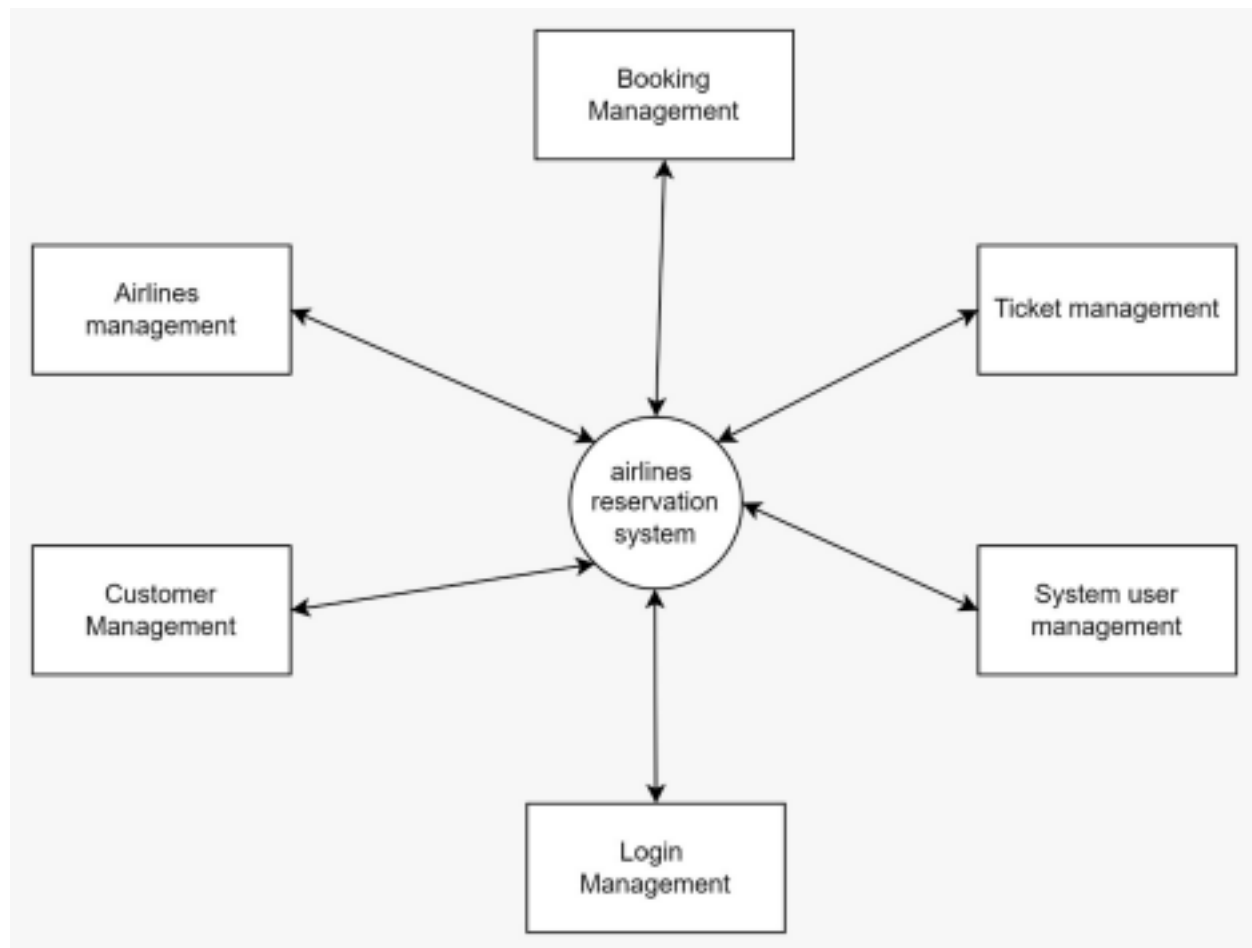 Booking
Management
Airlines
management
Ticket management
airlines
reservation
system
Customer
Management
System user
management
Login
Management